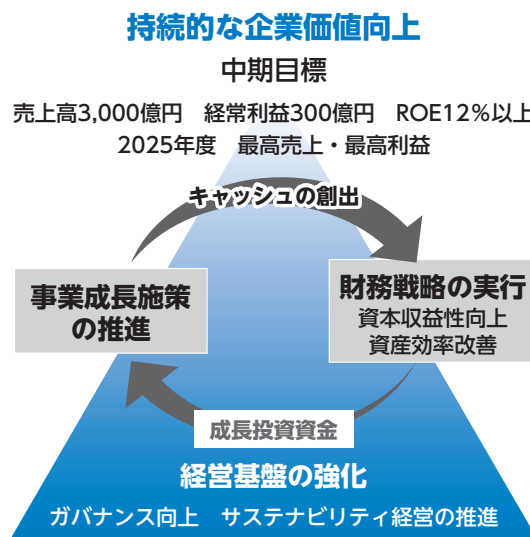 持続的な企業価値向上
中期目標
売上高3,000億円　経常利益300億円　ROE12%以上
2025年度　最高売上・最高利益
キャッシュの創出
事業成長施策
の推進
財務戦略の実行
資本収益性向上
資産効率改善
成長投資資金
経営基盤の強化
ガバナンス向上　サステナビリティ経営の推進